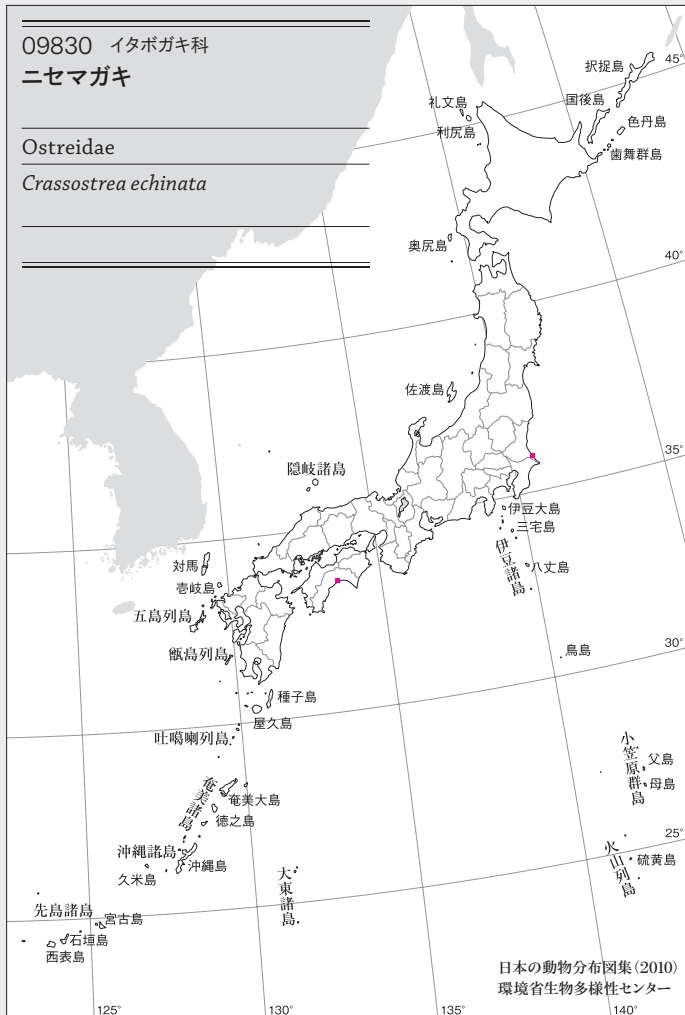 09830 イタボガキ科
ニセマガキ
Ostreidae
Crassostrea echinata
択捉島
45°
国後島
礼文島
色丹島
利尻島
歯舞群島
奥尻島
40°
佐渡島
35°
隠岐諸島
伊豆大島
三宅島
伊豆諸島
八丈島
対馬
壱岐島
五島列島
甑島列島
鳥島
30°
種子島
屋久島
吐噶喇列島
小笠原群島
父島
母島
奄美諸島
奄美大島
徳之島
沖縄諸島
沖縄島
久米島
25°
火山列島
硫黄島
大東諸島
先島諸島
宮古島
石垣島
西表島
日本の動物分布図集(2010)
環境省生物多様性センター
125°
130°
135°
140°